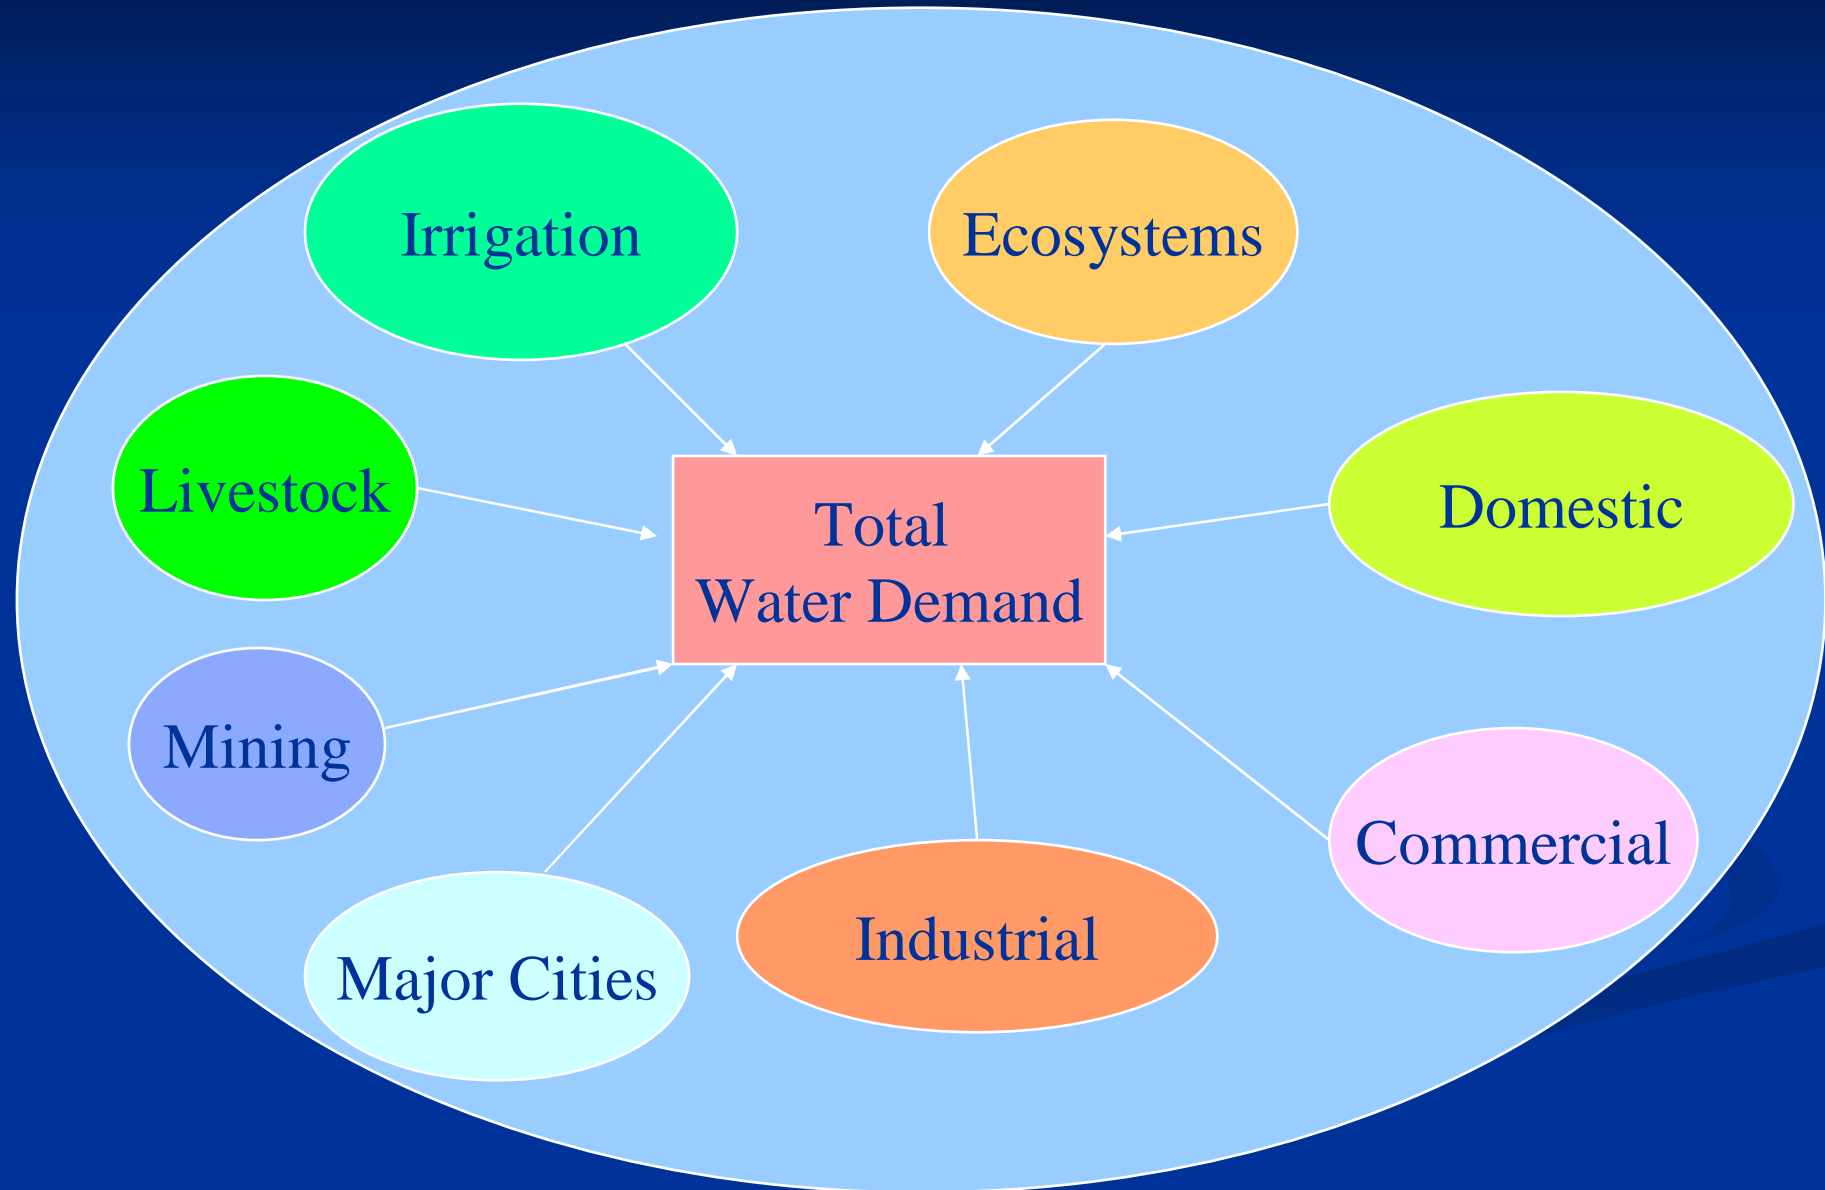 Irrigation
Ecosystems
Livestock
Domestic
Total
Water Demand
Mining
Commercial
Major Cities
Industrial